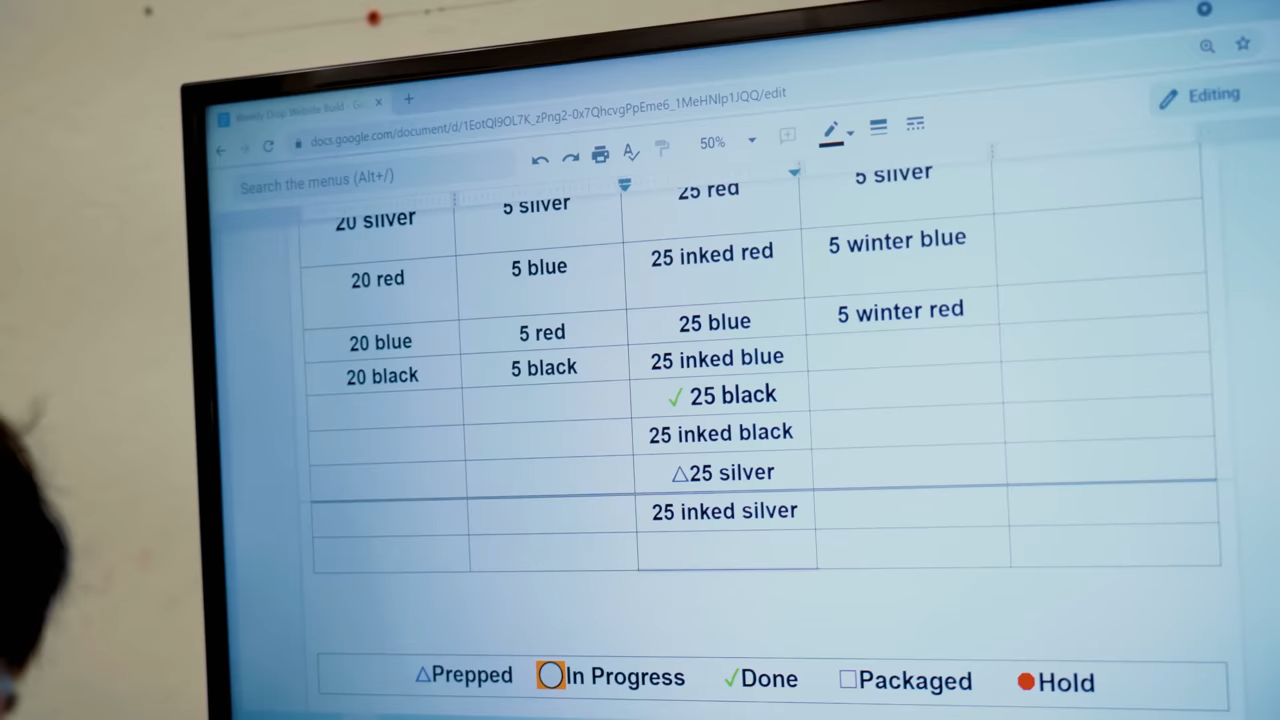 Weekly Drop Website Build - Go
docs.google.com/document/d/1EotQI9OL7K_zPng2-0x7QhcvgPpEme6_1MeHNlp1JQQ/edit
Editing
50%
Search the menus (Alt+/)
20 silver 5 silver 25 red 5 silver
20 red 5 blue 25 inked red 5 winter blue
20 blue 5 red 25 blue 5 winter red
20 black 5 black 25 inked blue
✓ 25 black
25 inked black
△25 silver
25 inked silver
△Prepped ◯In Progress ✓Done □Packaged Hold